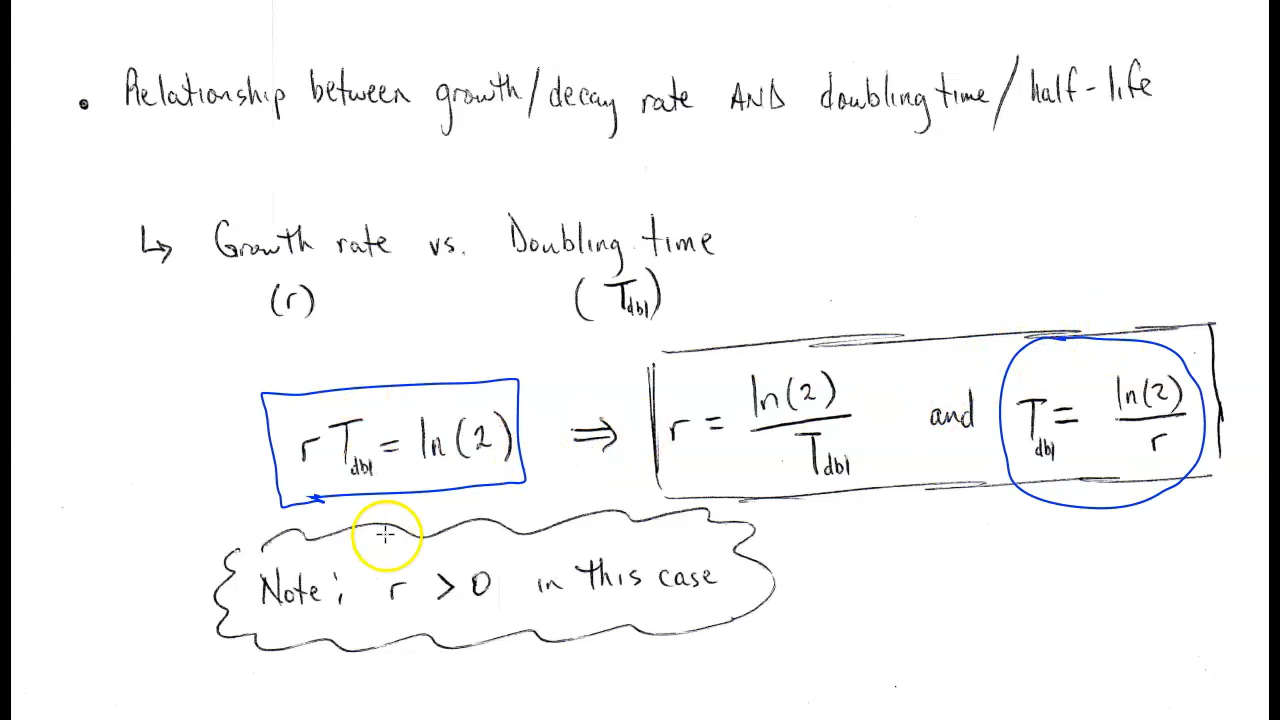 • Relationship between growth/decay rate AND doubling time/half-life
↳ Growth rate vs. Doubling time
(r) (T_dbl)
r T_dbl = ln(2) ⇒ r = ln(2)/T_dbl and T_dbl = ln(2)/r
Note: r > 0 in this case